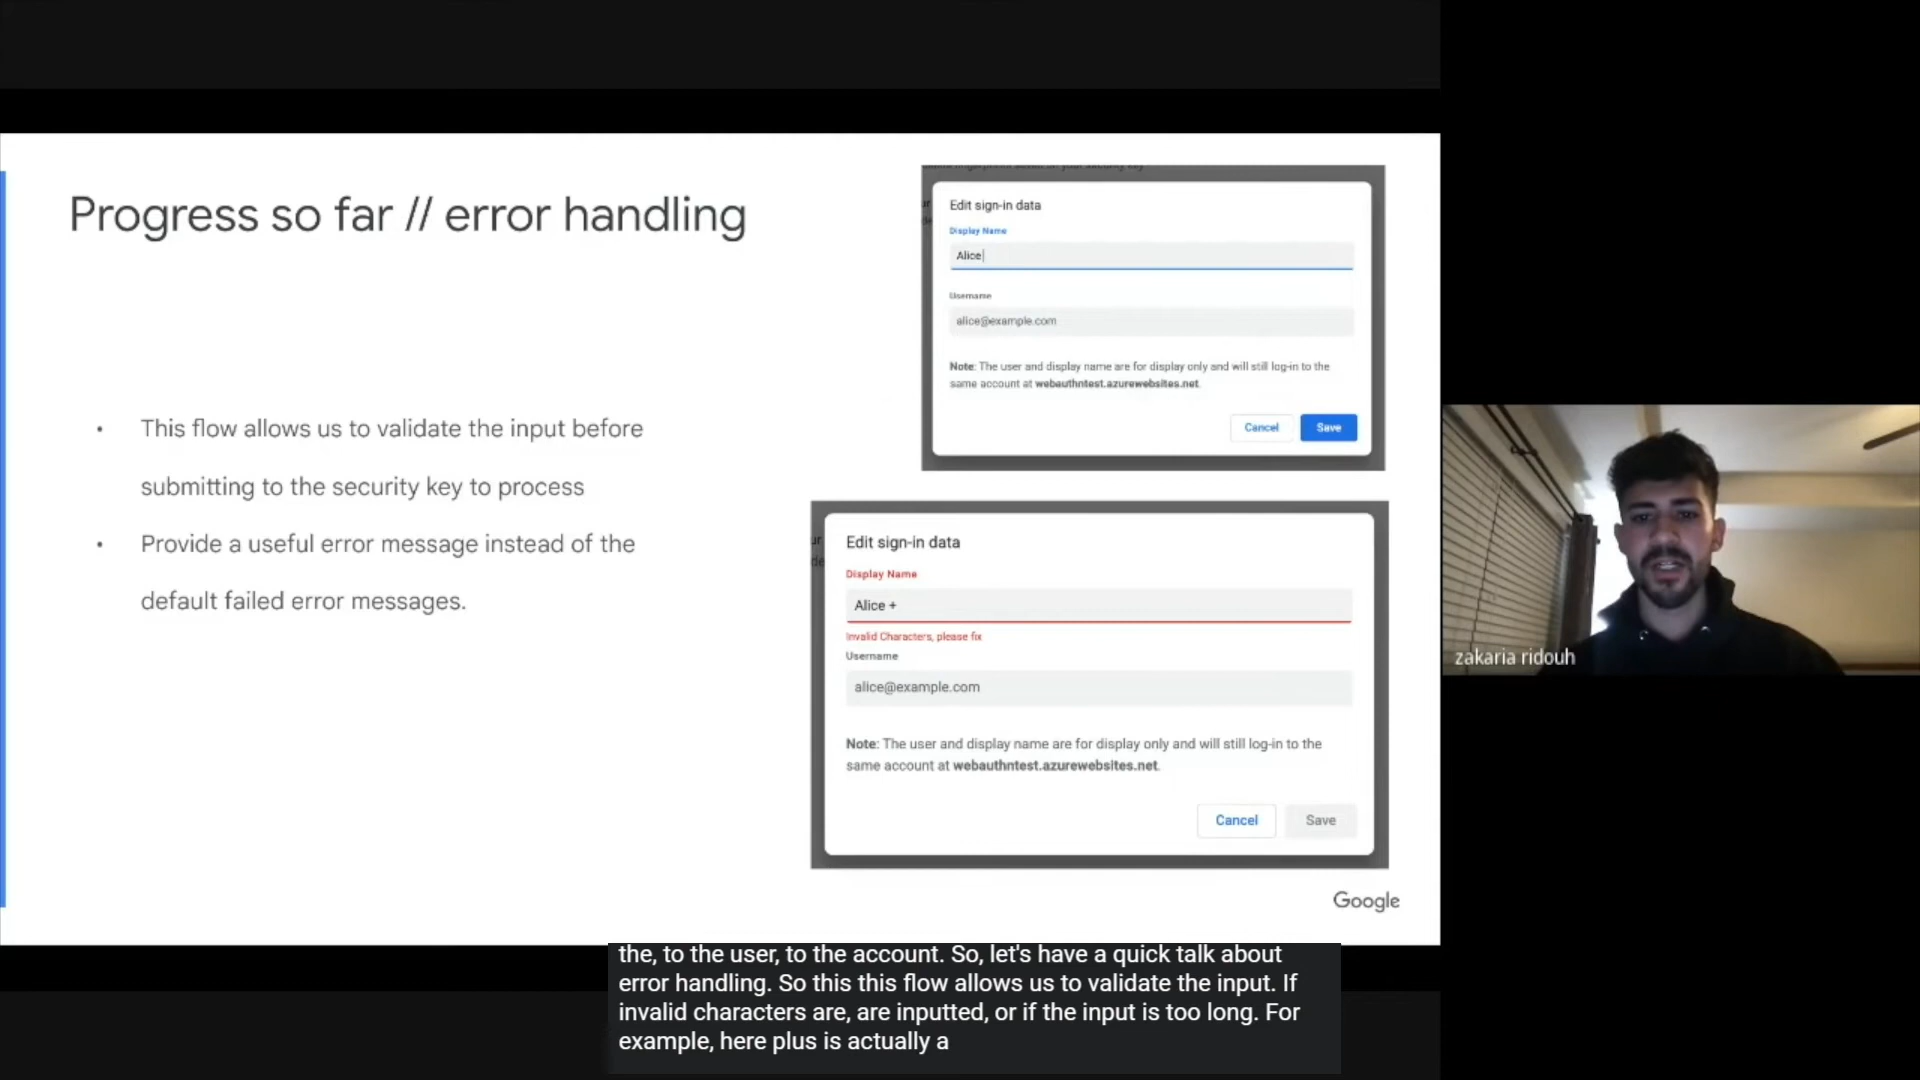 Progress so far // error handling
This flow allows us to validate the input before
submitting to the security key to process
Provide a useful error message instead of the
default failed error messages.
Edit sign-in data
Display Name
Alice
Username
alice@example.com
Note: The user and display name are for display only and will still log-in to the
same account at webauthntest.azurewebsites.net.
Cancel Save
ur
de
Edit sign-in data
Display Name
Alice +
Invalid Characters, please fix
Username
alice@example.com
Note: The user and display name are for display only and will still log-in to the
same account at webauthntest.azurewebsites.net.
Cancel Save
Google
zakaria ridouh
the, to the user, to the account. So, let's have a quick talk about
error handling. So this this flow allows us to validate the input. If
invalid characters are, are inputted, or if the input is too long. For
example, here plus is actually a